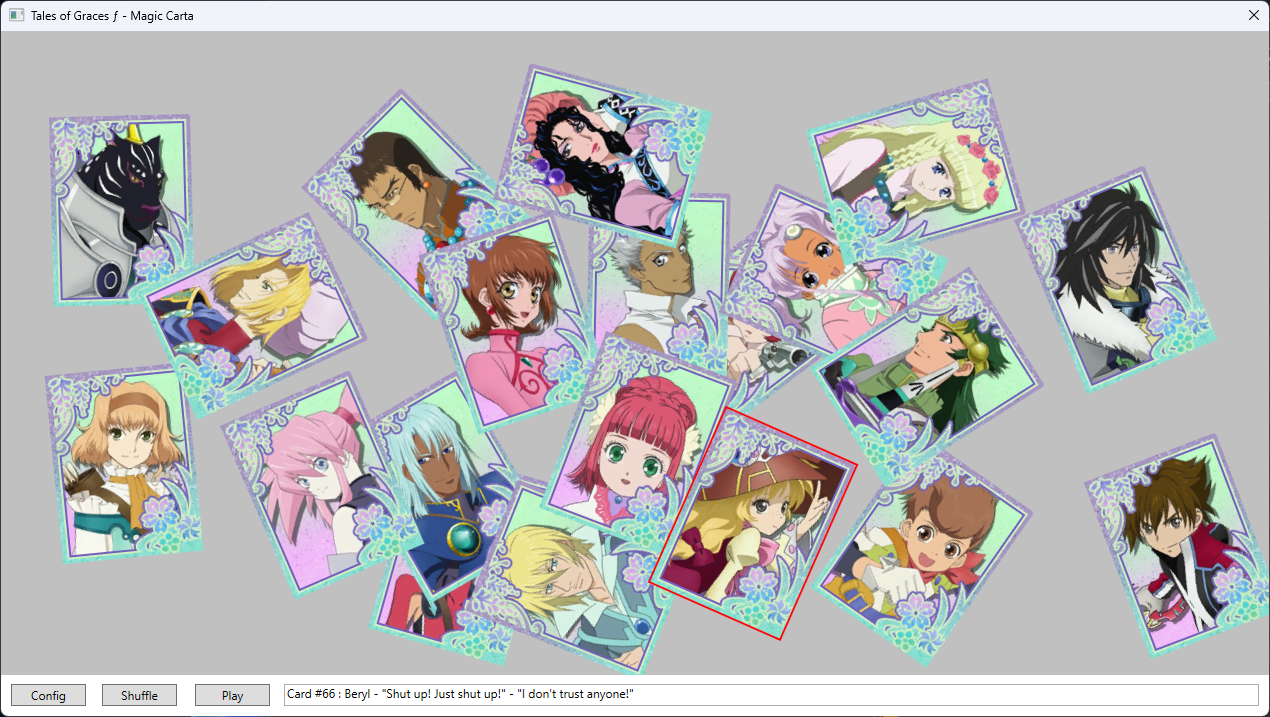 Tales of Graces ƒ - Magic Carta
Config
Shuffle
Play
Card #66 : Beryl - "Shut up! Just shut up!" - "I don't trust anyone!"